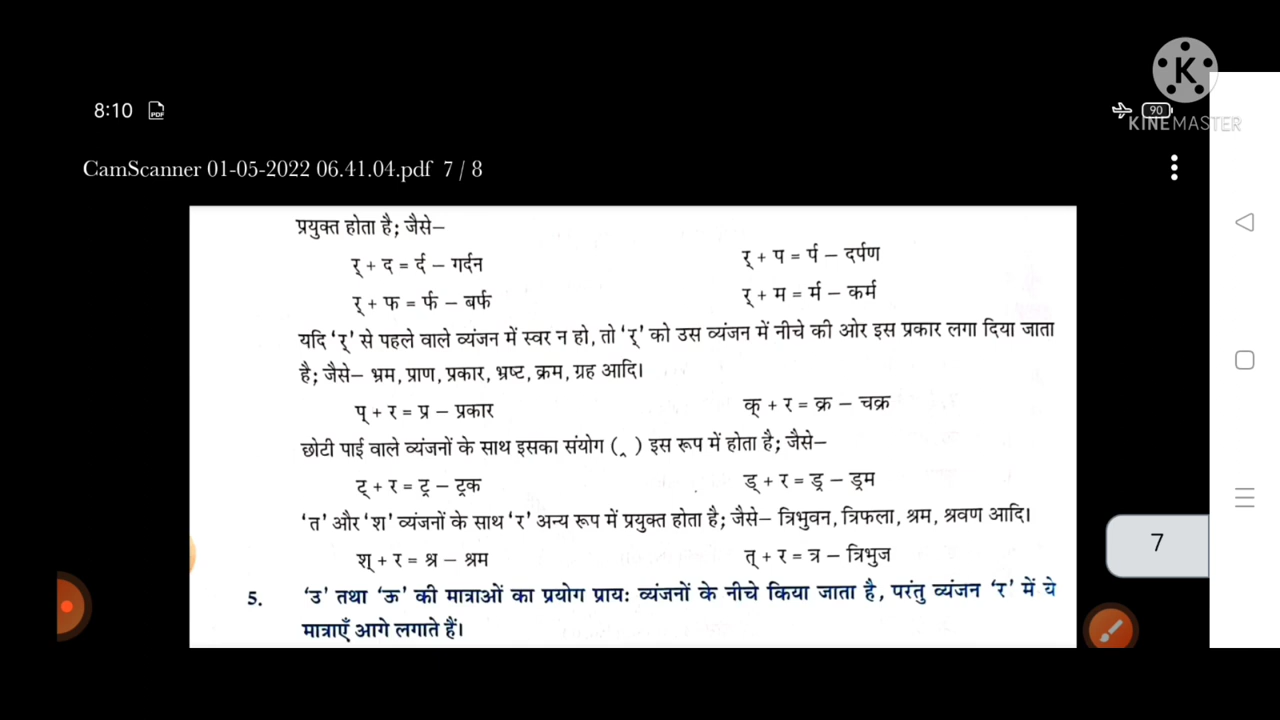 K
KINEMASTER
8:10 PDF 90
CamScanner 01-05-2022 06.41.04.pdf 7 / 8
प्रयुक्त होता है; जैसे–
र् + द = र्द – गर्दन र् + प = र्प – दर्पण
र् + फ = र्फ – बर्फ र् + म = र्म – कर्म
यदि ‘र्’ से पहले वाले व्यंजन में स्वर न हो, तो ‘र्’ को उस व्यंजन में नीचे की ओर इस प्रकार लगा दिया जाता
है; जैसे– भ्रम, प्राण, प्रकार, भ्रष्ट, क्रम, ग्रह आदि।
प् + र = प्र – प्रकार क् + र = क्र – चक्र
छोटी पाई वाले व्यंजनों के साथ इसका संयोग ( ‸ ) इस रूप में होता है; जैसे–
ट् + र = ट्र – ट्रक ड् + र = ड्र – ड्रम
‘त’ और ‘श’ व्यंजनों के साथ ‘र’ अन्य रूप में प्रयुक्त होता है; जैसे– त्रिभुवन, त्रिफला, श्रम, श्रवण आदि।
श् + र = श्र – श्रम त् + र = त्र – त्रिभुज
7
5. ‘उ’ तथा ‘ऊ’ की मात्राओं का प्रयोग प्रायः व्यंजनों के नीचे किया जाता है, परंतु व्यंजन ‘र’ में ये
मात्राएँ आगे लगाते हैं।